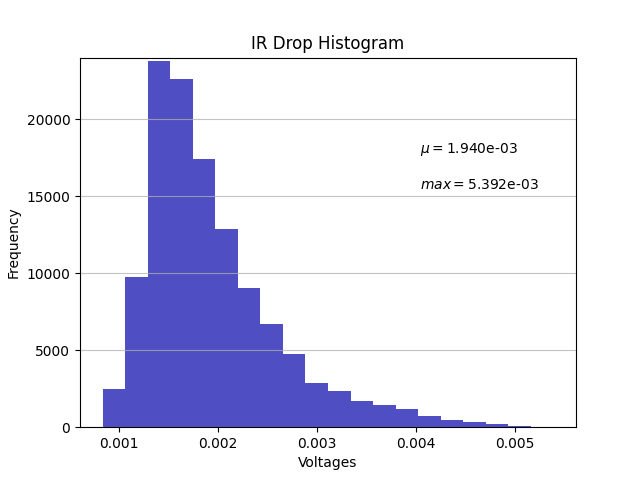 IR Drop Histogram
20000
15000
10000
5000
0
Frequency
μ = 1.940e-03
max = 5.392e-03
0.001 0.002 0.003 0.004 0.005
Voltages